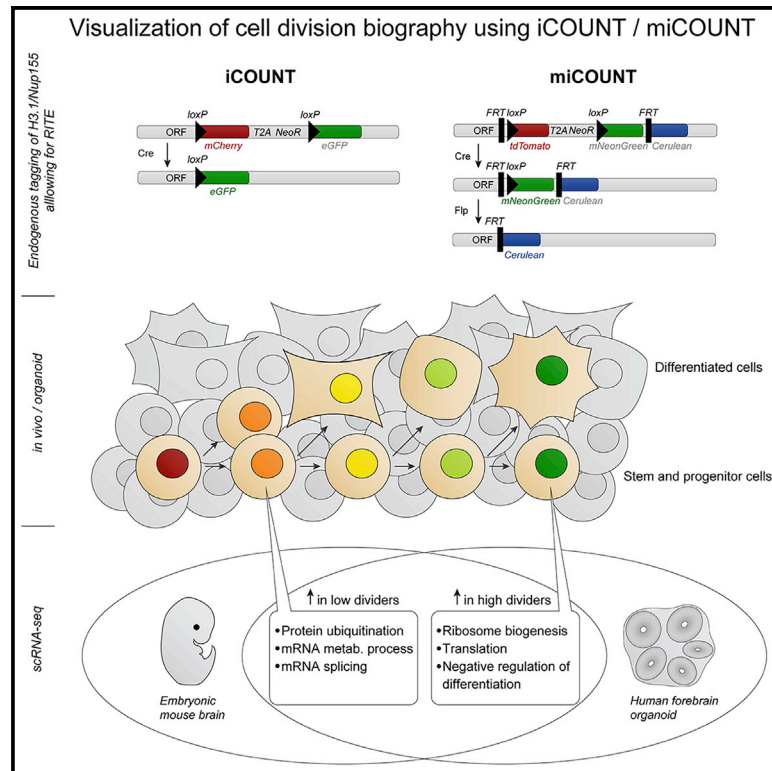 Visualization of cell division biography using iCOUNT / miCOUNT
Endogenous tagging of H3.1/Nup155
alllowing for RITE
iCOUNT
loxP
loxP
ORF
T2A NeoR
mCherry
eGFP
Cre
loxP
ORF
eGFP
miCOUNT
FRT loxP
loxP
FRT
ORF
T2A NeoR
tdTomato
mNeonGreen Cerulean
Cre
FRT loxP
FRT
ORF
mNeonGreen Cerulean
Flp
FRT
ORF
Cerulean
in vivo / organoid
Differentiated cells
Stem and progenitor cells
scRNA-seq
Embryonic
mouse brain
↑ in low dividers
•Protein ubiquitination
•mRNA metab. process
•mRNA splicing
↑ in high dividers
•Ribosome biogenesis
•Translation
•Negative regulation of
differentiation
Human forebrain
organoid